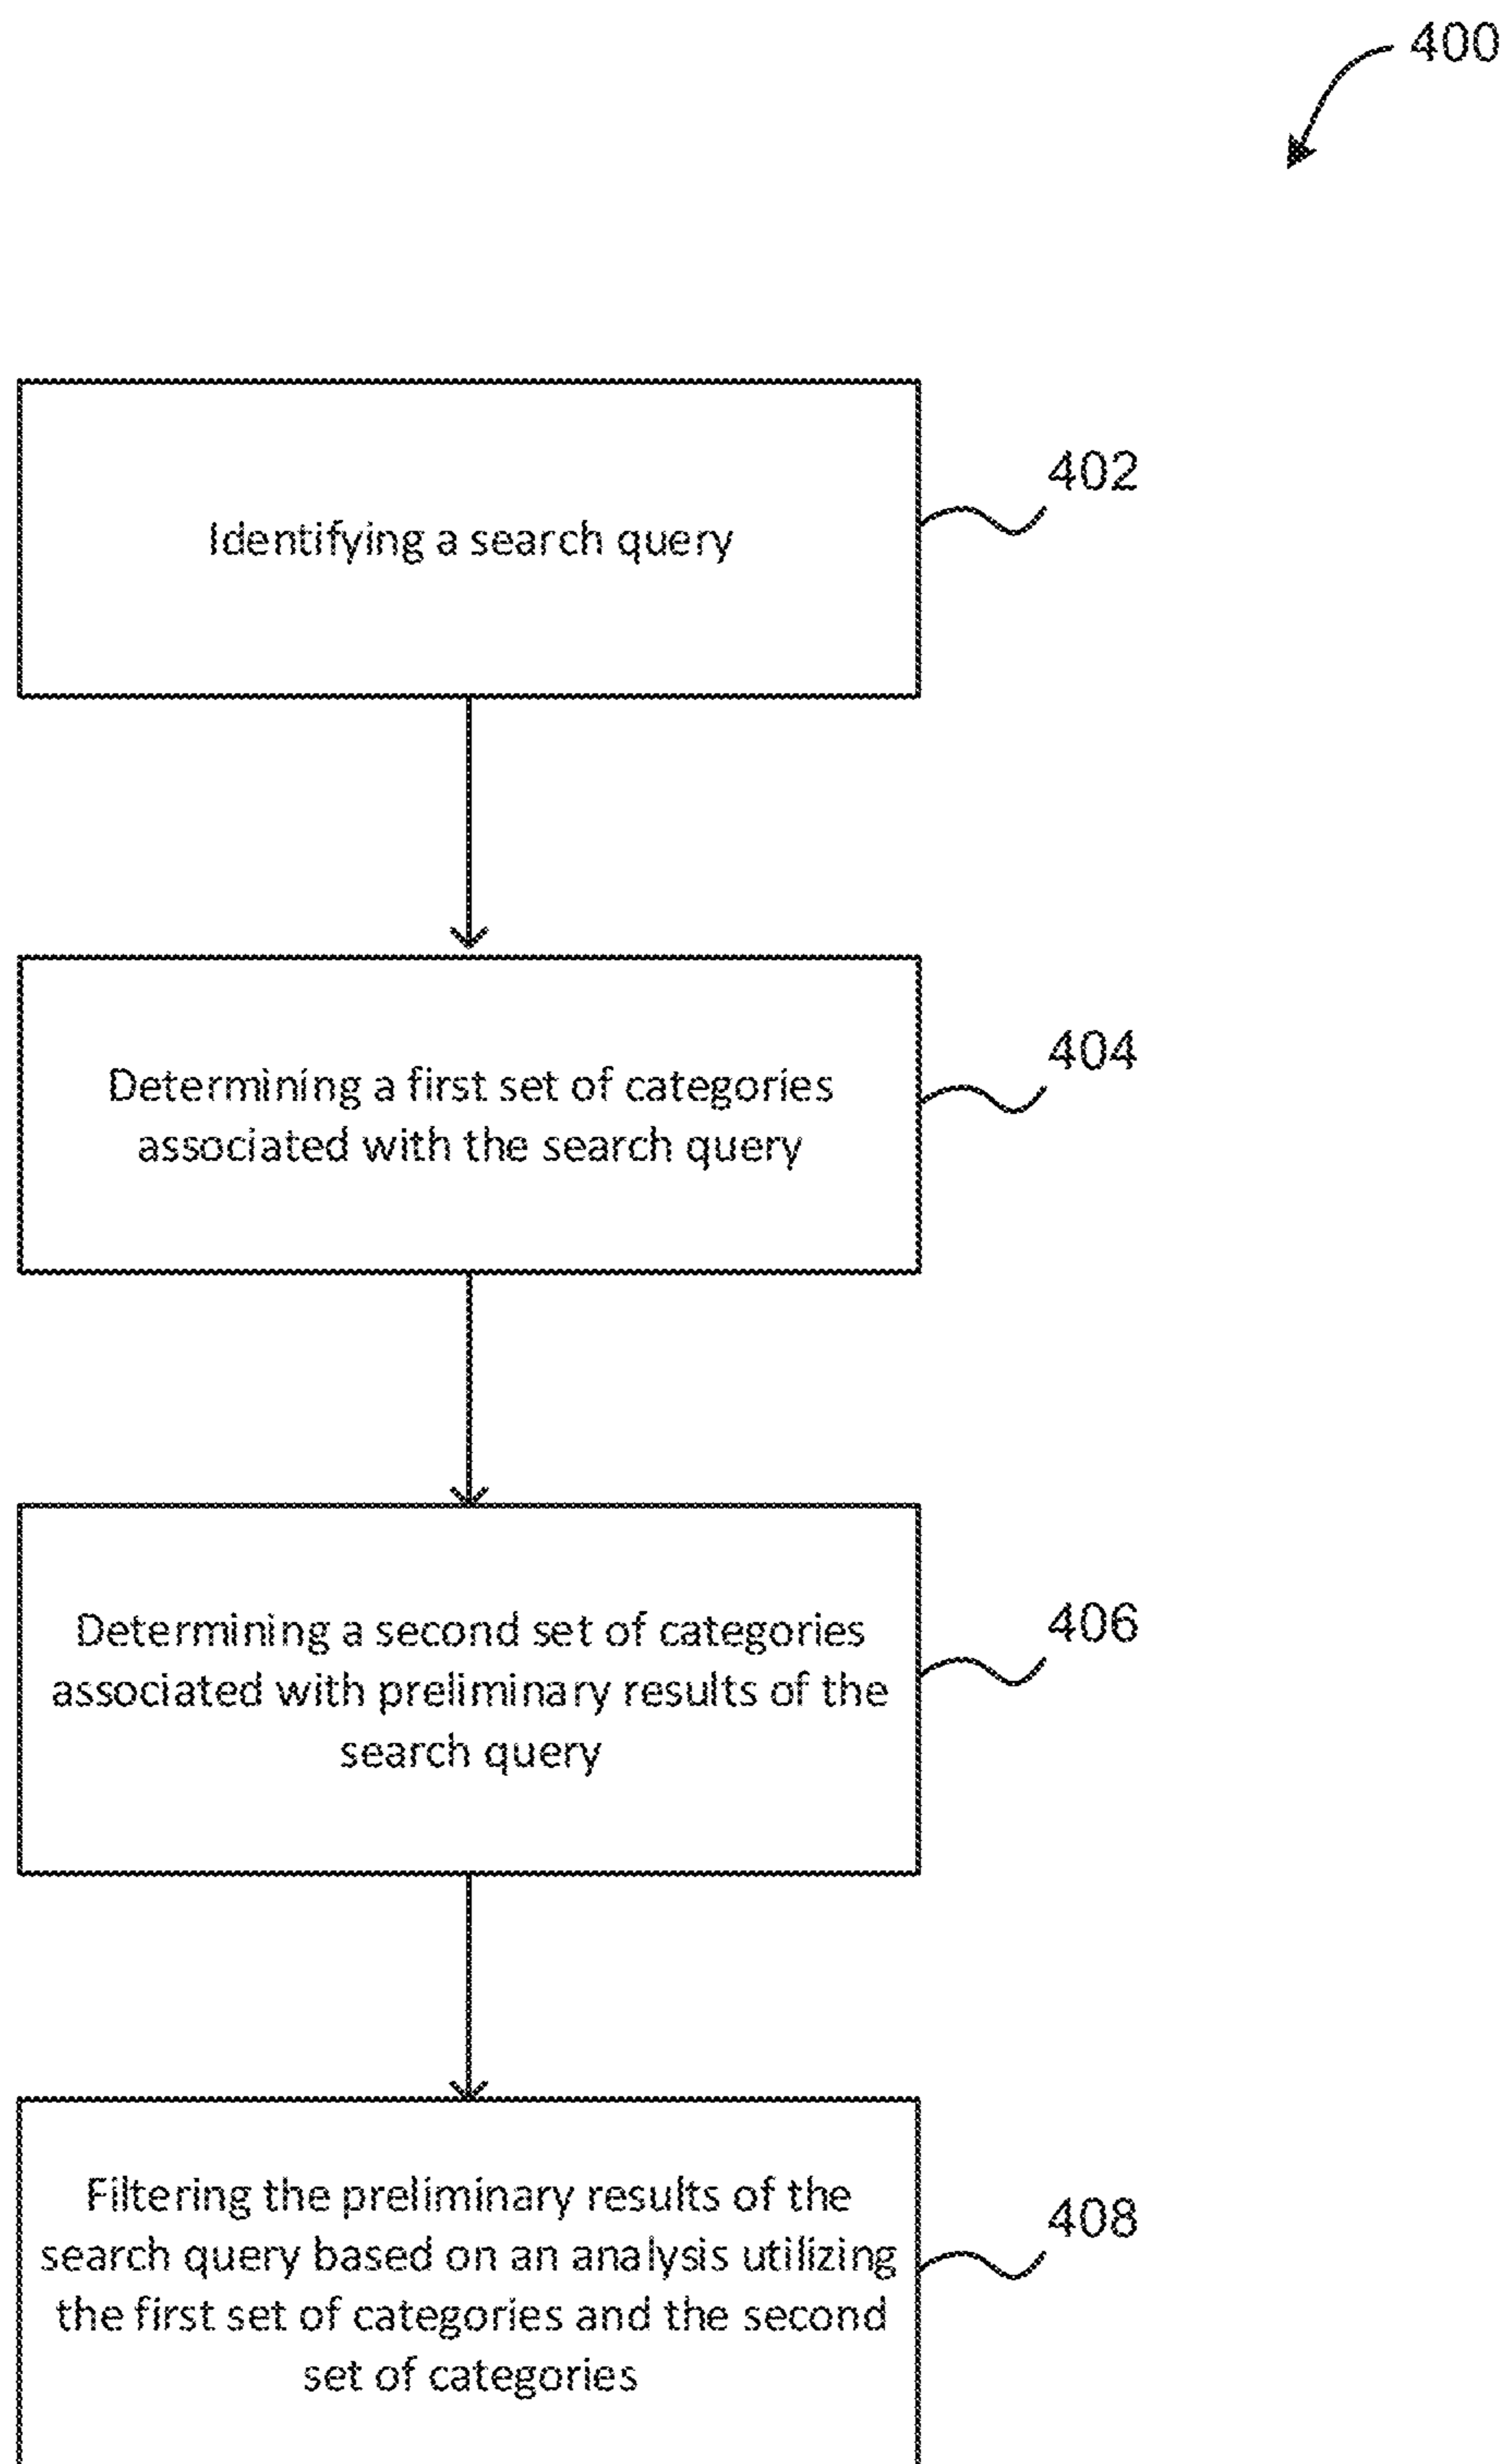 400
Identifying a search query
402
Determining a first set of categories
associated with the search query
404
Determining a second set of categories
associated with preliminary results of the
search query
406
Filtering the preliminary results of the
search query based on an analysis utilizing
the first set of categories and the second
set of categories
408